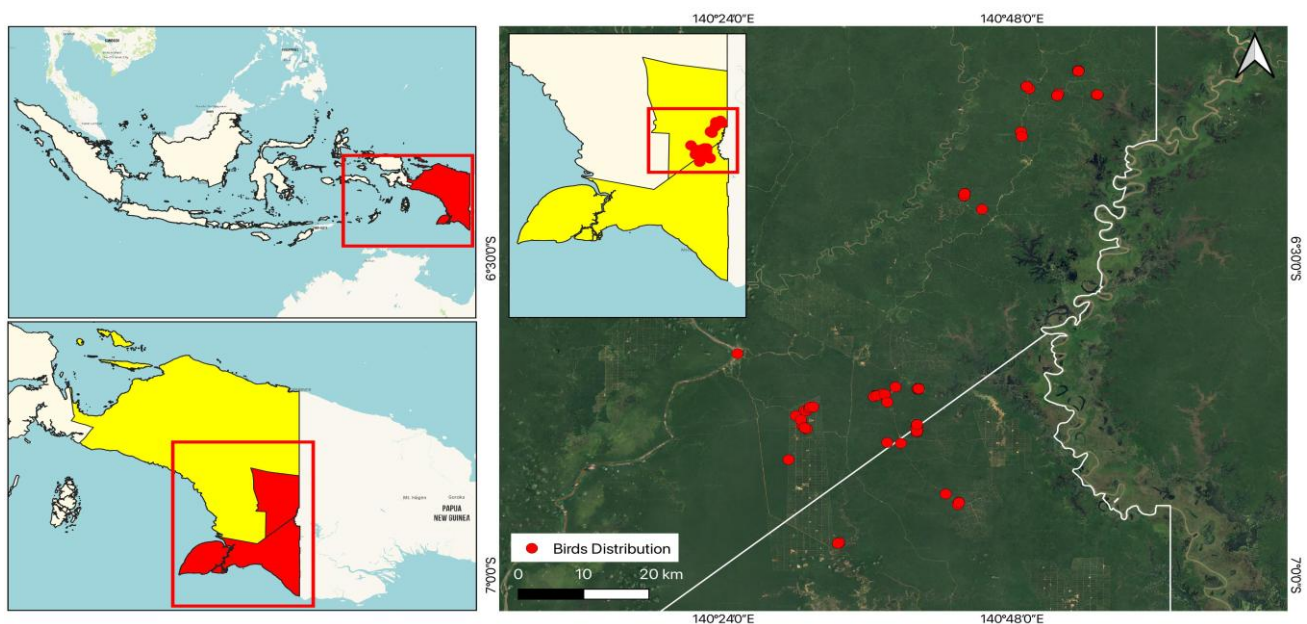 140°24'0"E
140°48'0"E
6°30'0"S
6°30'0"S
Mt. Hagen
Goroka
PAPUA
NEW GUINEA
Birds Distribution
0
10
20 km
7°0'0"S
7°0'0"S
140°24'0"E
140°48'0"E